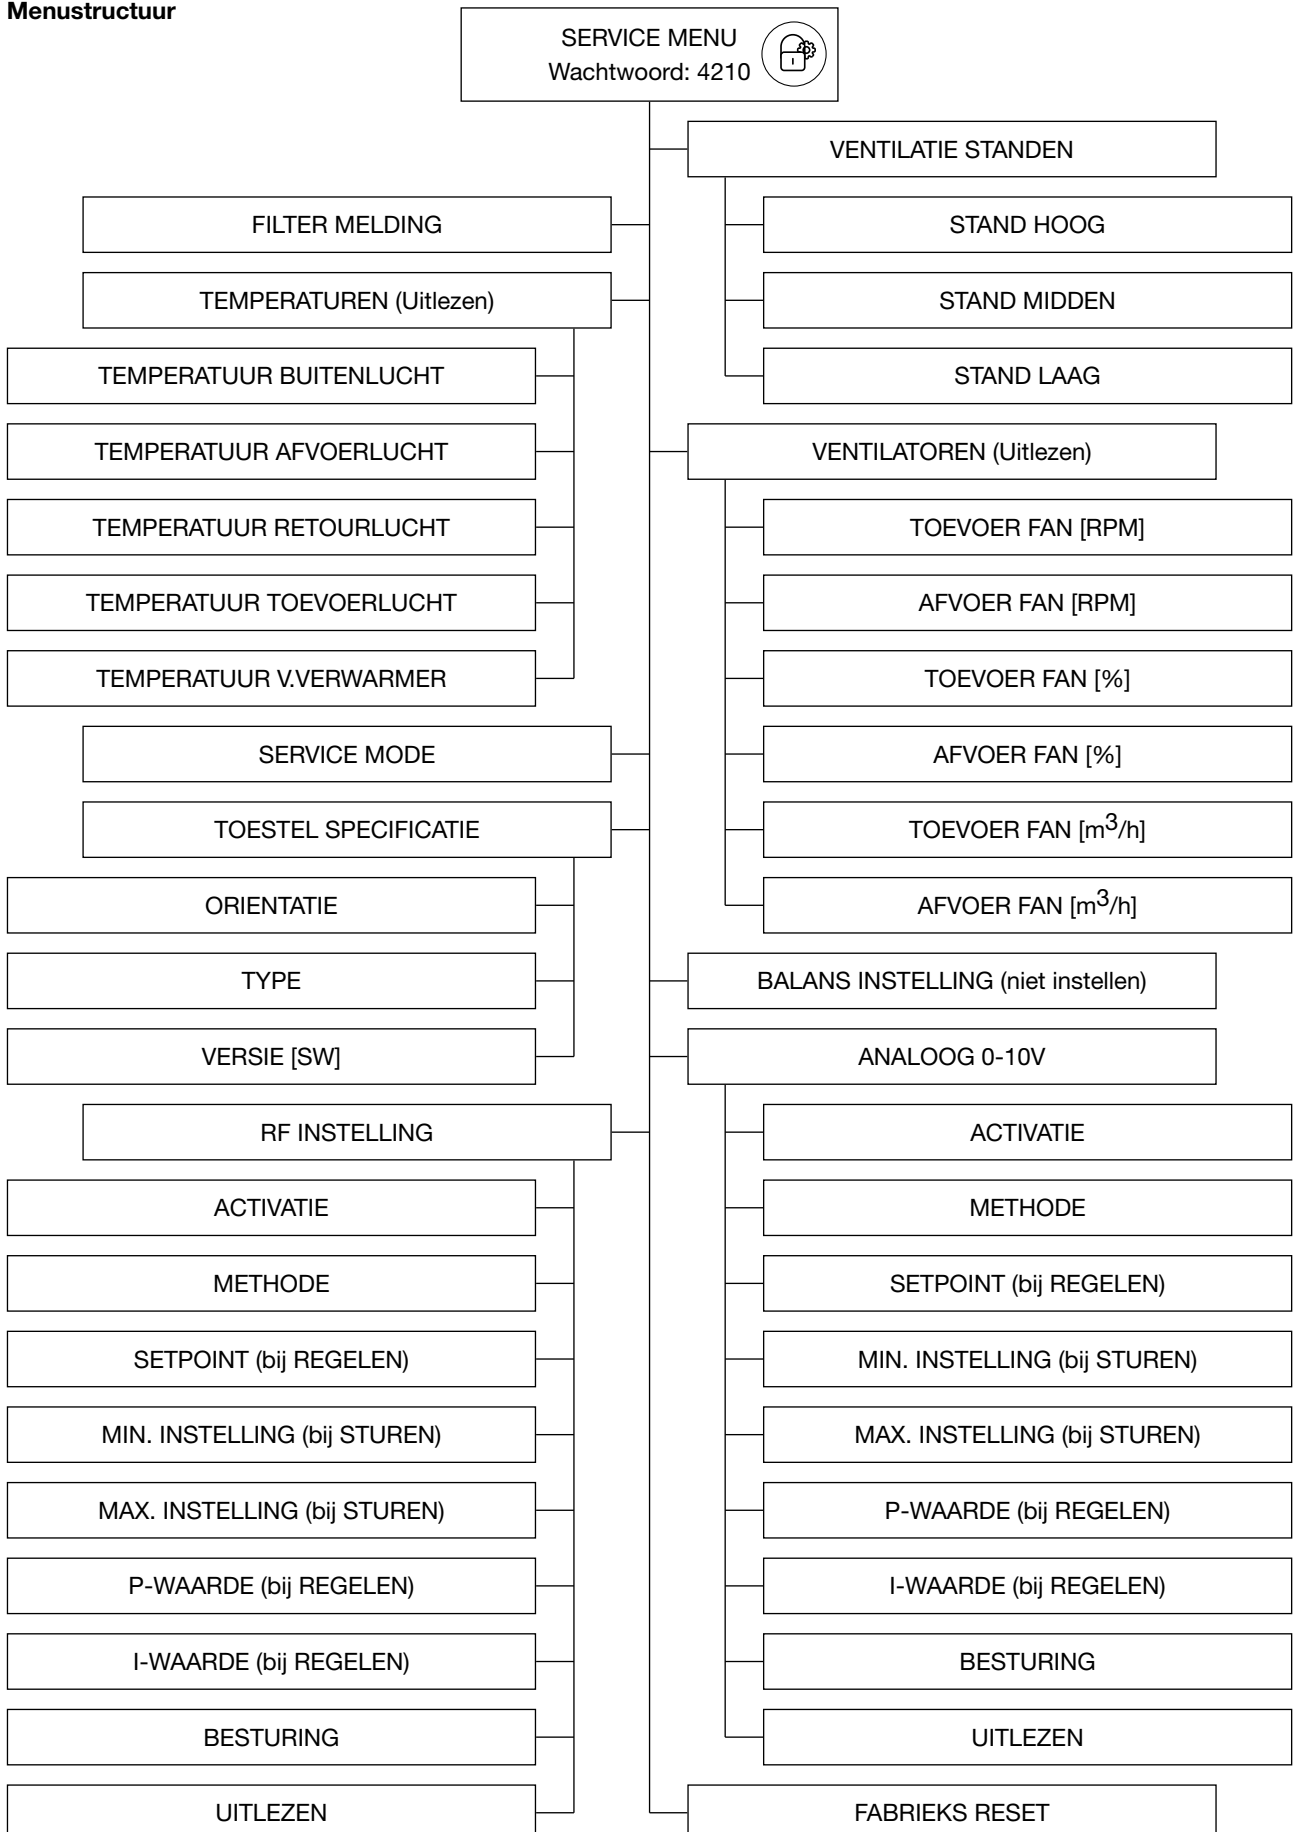 Menustructuur
SERVICE MENU
Wachtwoord: 4210
VENTILATIE STANDEN
FILTER MELDING
STAND HOOG
TEMPERATUREN (Uitlezen)
STAND MIDDEN
TEMPERATUUR BUITENLUCHT
STAND LAAG
TEMPERATUUR AFVOERLUCHT
VENTILATOREN (Uitlezen)
TEMPERATUUR RETOURLUCHT
TOEVOER FAN [RPM]
TEMPERATUUR TOEVOERLUCHT
AFVOER FAN [RPM]
TEMPERATUUR V.VERWARMER
TOEVOER FAN [%]
SERVICE MODE
AFVOER FAN [%]
TOESTEL SPECIFICATIE
TOEVOER FAN [m³/h]
ORIENTATIE
AFVOER FAN [m³/h]
TYPE
BALANS INSTELLING (niet instellen)
VERSIE [SW]
ANALOOG 0-10V
RF INSTELLING
ACTIVATIE
ACTIVATIE
METHODE
METHODE
SETPOINT (bij REGELEN)
SETPOINT (bij REGELEN)
MIN. INSTELLING (bij STUREN)
MIN. INSTELLING (bij STUREN)
MAX. INSTELLING (bij STUREN)
MAX. INSTELLING (bij STUREN)
P-WAARDE (bij REGELEN)
P-WAARDE (bij REGELEN)
I-WAARDE (bij REGELEN)
I-WAARDE (bij REGELEN)
BESTURING
BESTURING
UITLEZEN
UITLEZEN
FABRIEKS RESET